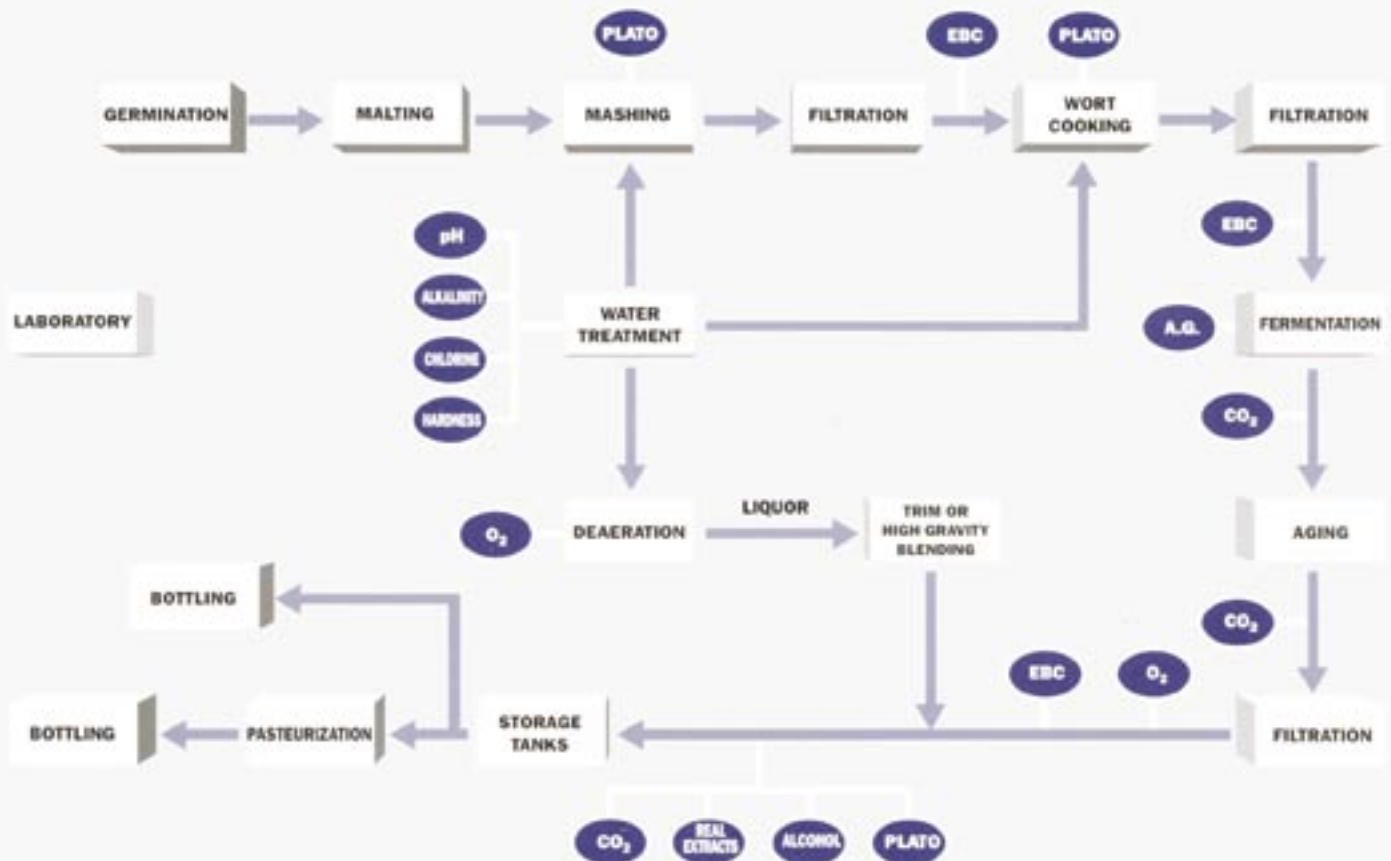 PLATO
EBC
PLATO
GERMINATION
MALTING
MASHING
FILTRATION
WORT
COOKING
FILTRATION
pH
EBC
ALKALINITY
LABORATORY
WATER
TREATMENT
A.G.
FERMENTATION
CHLORINE
HARDNESS
CO₂
LIQUOR
O₂
DEAERATION
TRIM OR
HIGH GRAVITY
BLENDING
AGING
BOTTLING
CO₂
EBC
O₂
BOTTLING
PASTEURIZATION
STORAGE
TANKS
FILTRATION
CO₂
REAL
EXTRACTS
ALCOHOL
PLATO